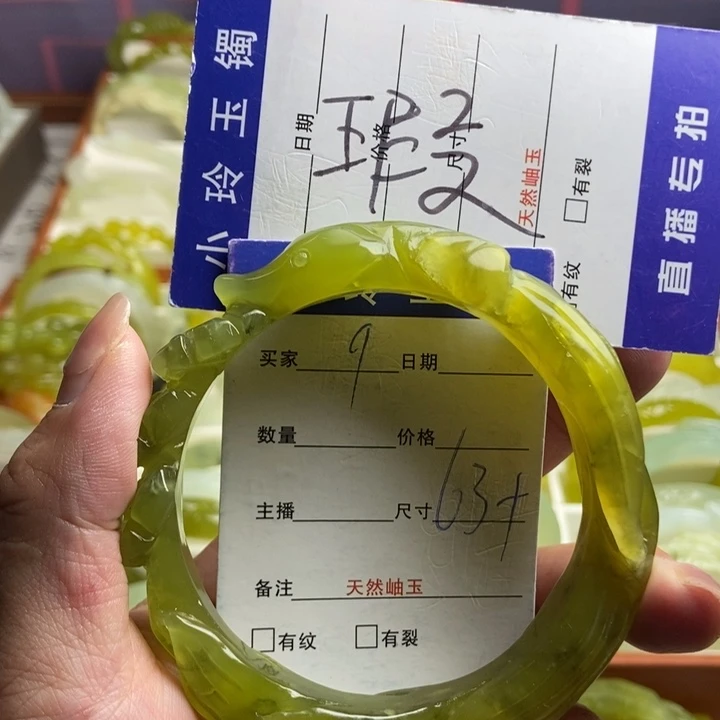 小玲玉镯
日期
价格
尺寸
天然岫玉
瑕
□有裂
□有纹
直播专拍
买家 9 日期
数量 价格
主播 尺寸 63+
备注 天然岫玉
□有纹 □有裂